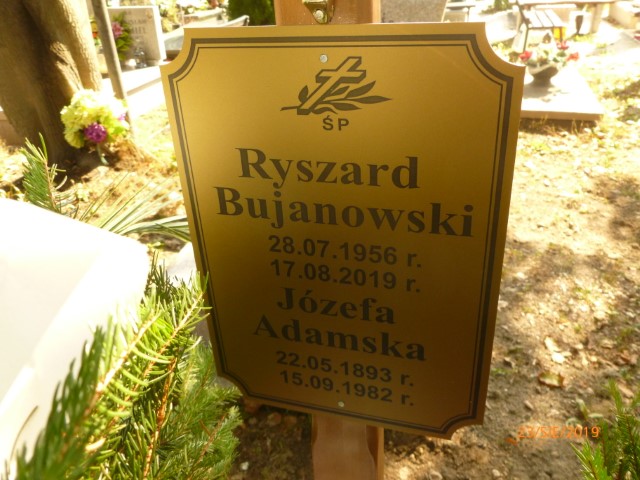 ŚP
Ryszard
Bujanowski
28.07.1956 r.
17.08.2019 r.
Józefa
Adamska
22.05.1893 r.
15.09.1982 r.